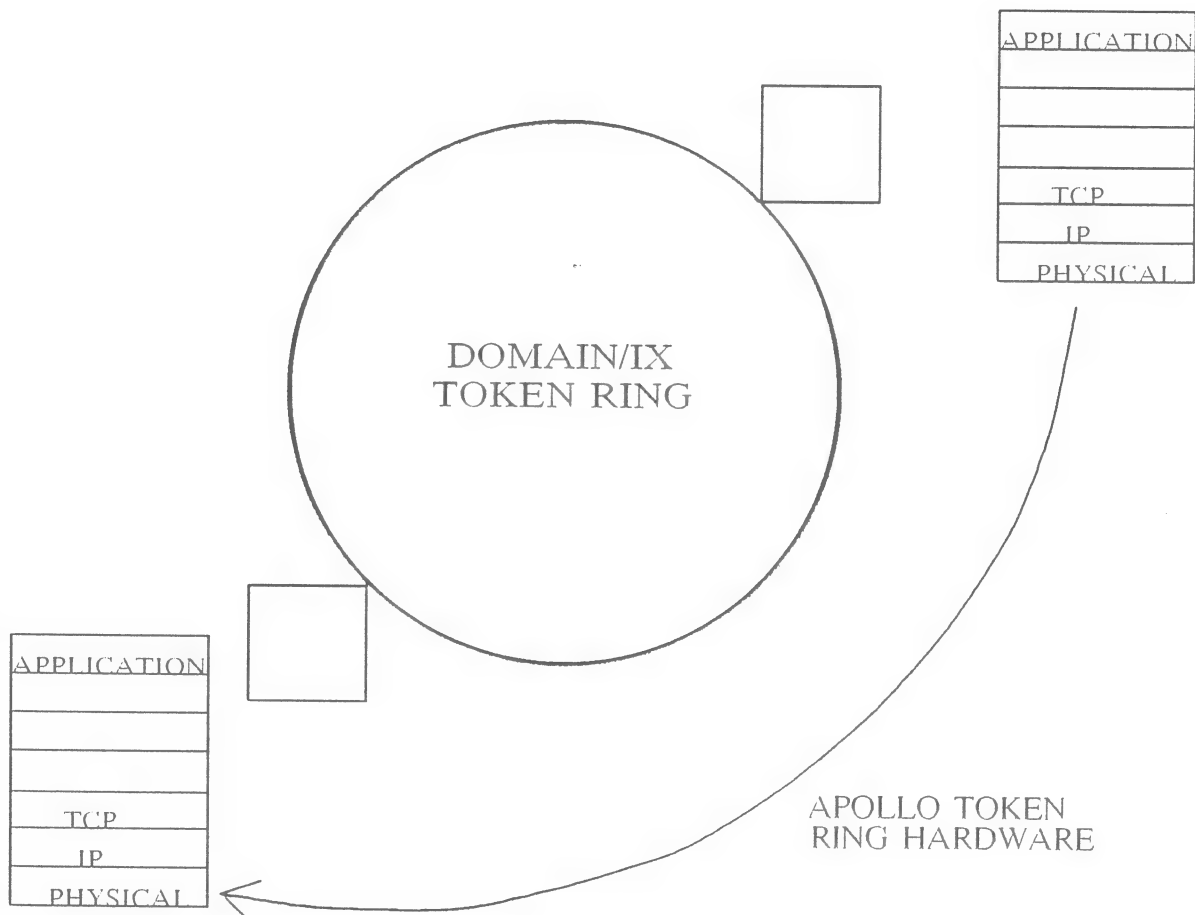 APPLICATION
TCP
IP
PHYSICAL
DOMAIN/IX
TOKEN RING
APPLICATION
TCP
IP
PHYSICAL
APOLLO TOKEN
RING HARDWARE